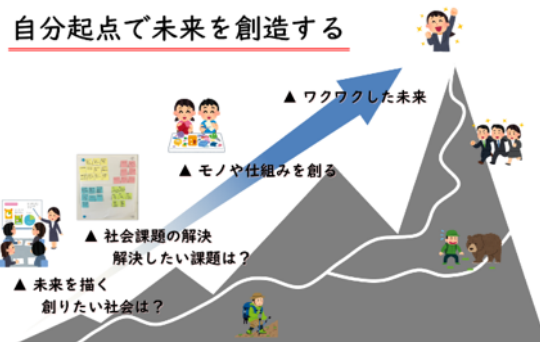 自分起点で未来を創造する
▲ ワクワクした未来
▲ モノや仕組みを創る
▲ 社会課題の解決
解決したい課題は？
▲ 未来を描く
創りたい社会は？